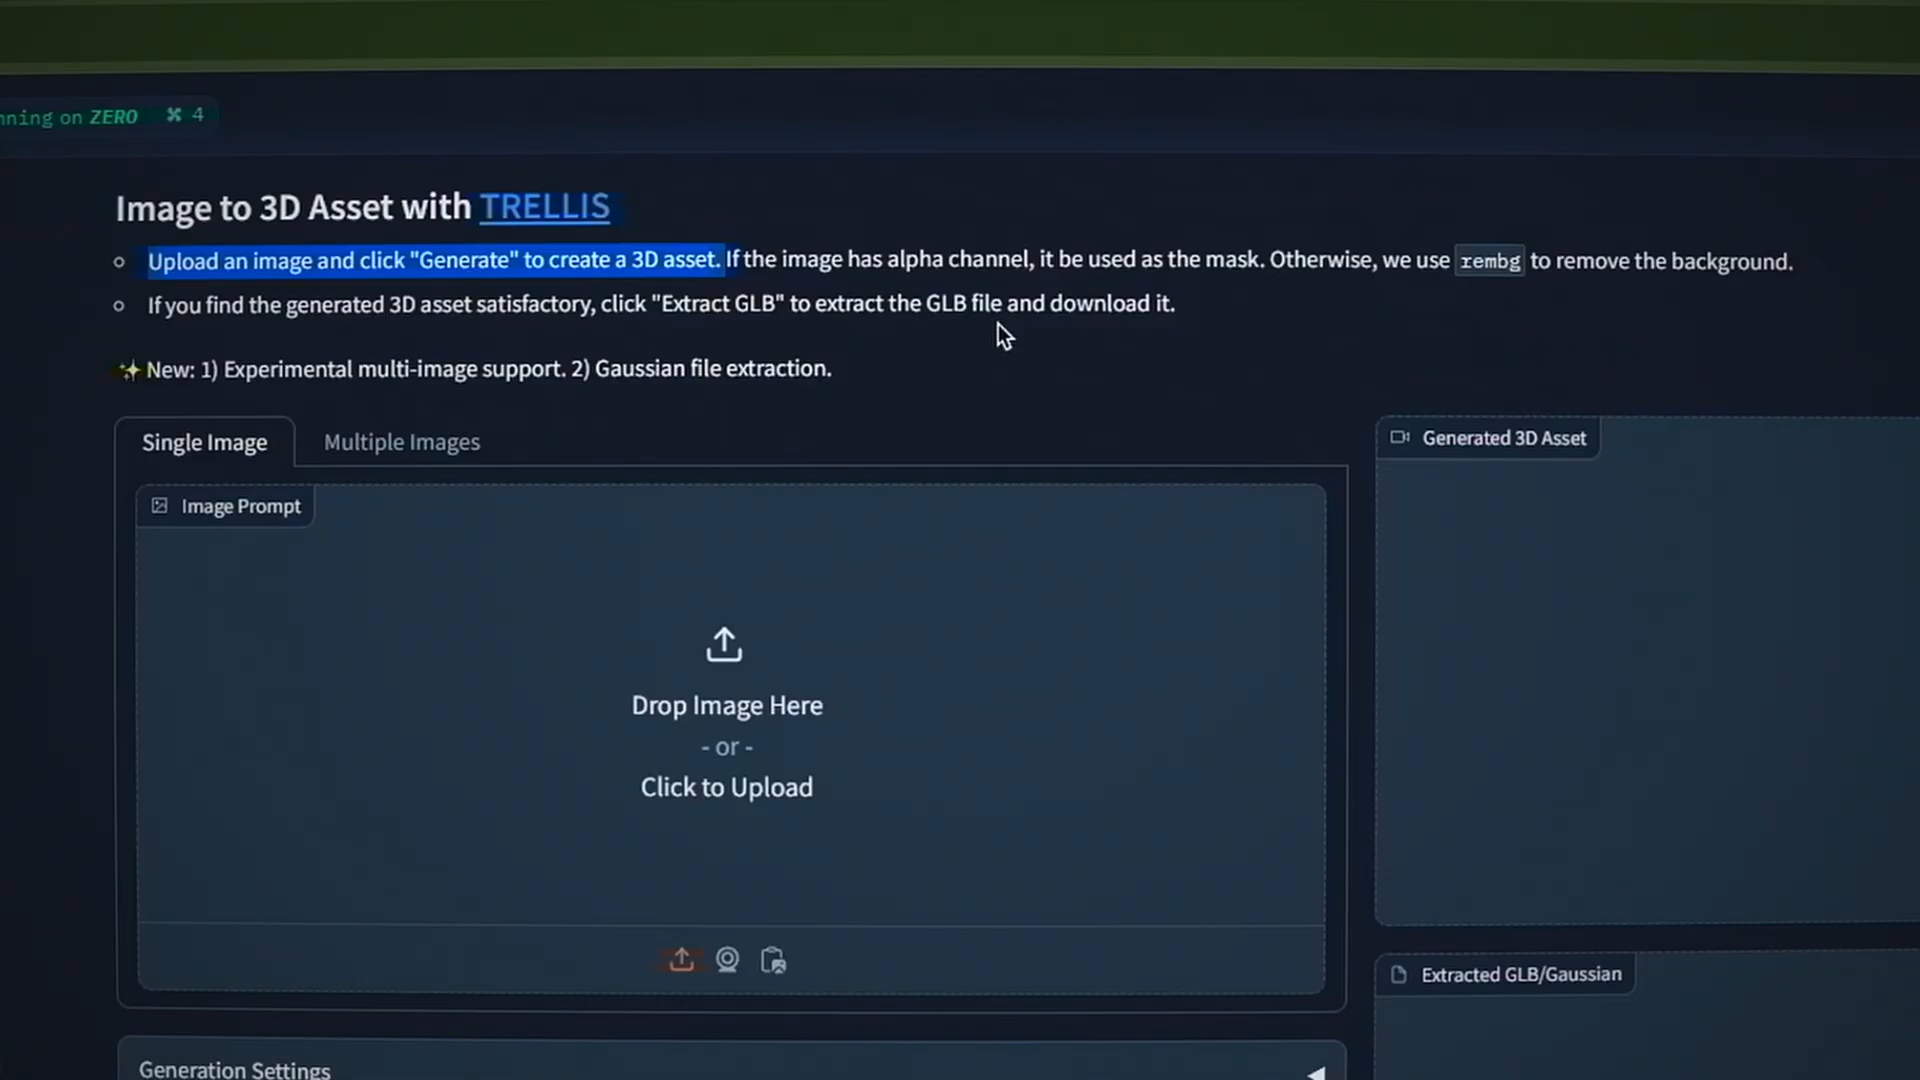 nning on ZERO 4
Image to 3D Asset with TRELLIS
Upload an image and click "Generate" to create a 3D asset. If the image has alpha channel, it be used as the mask. Otherwise, we use rembg to remove the background.
If you find the generated 3D asset satisfactory, click "Extract GLB" to extract the GLB file and download it.
✨New: 1) Experimental multi-image support. 2) Gaussian file extraction.
Single Image Multiple Images
Generated 3D Asset
Image Prompt
Drop Image Here
- or -
Click to Upload
Extracted GLB/Gaussian
Generation Settings